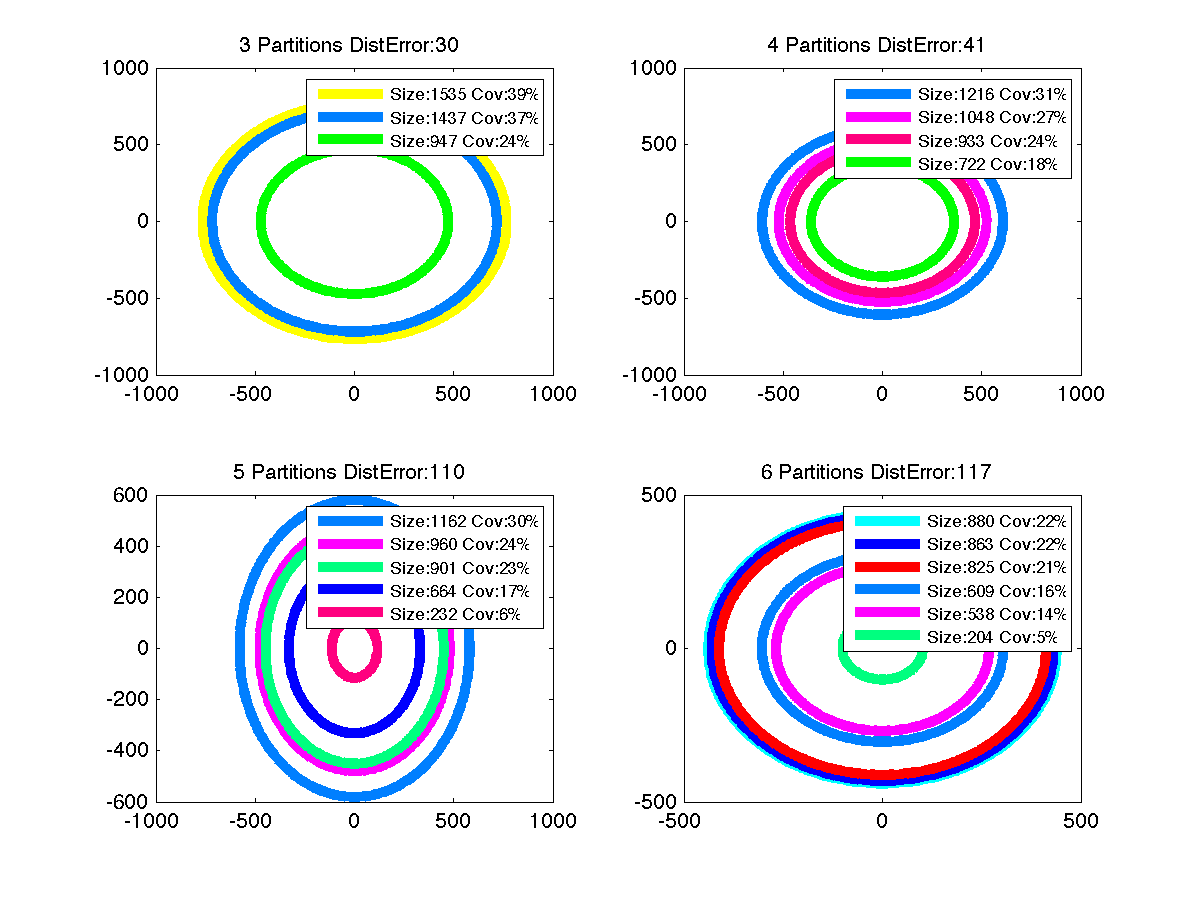 3 Partitions DistError:30
1000
500
0
-500
-1000
-1000 -500 0 500 1000
Size:1535 Cov:39%
Size:1437 Cov:37%
Size:947 Cov:24%
4 Partitions DistError:41
1000
500
0
-500
-1000
-1000 -500 0 500 1000
Size:1216 Cov:31%
Size:1048 Cov:27%
Size:933 Cov:24%
Size:722 Cov:18%
5 Partitions DistError:110
600
400
200
0
-200
-400
-600
-1000 -500 0 500 1000
Size:1162 Cov:30%
Size:960 Cov:24%
Size:901 Cov:23%
Size:664 Cov:17%
Size:232 Cov:6%
6 Partitions DistError:117
500
0
-500
-500 0 500
Size:880 Cov:22%
Size:863 Cov:22%
Size:825 Cov:21%
Size:609 Cov:16%
Size:538 Cov:14%
Size:204 Cov:5%